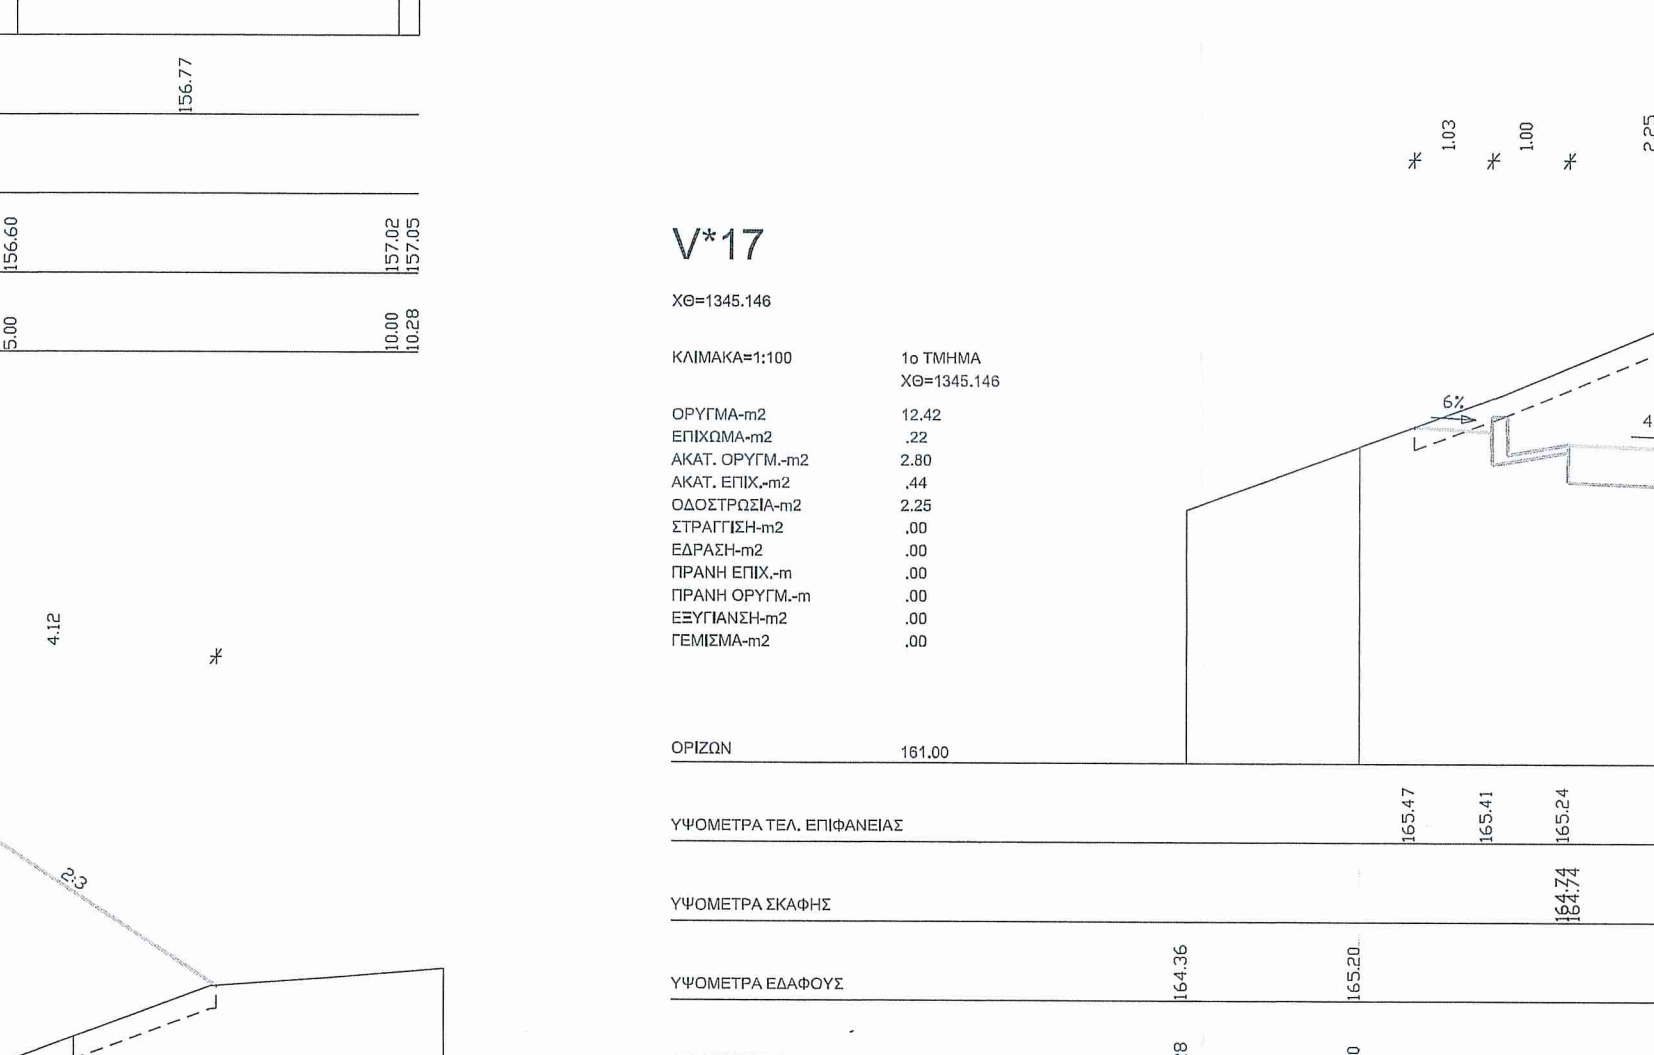 156.77
156.60
157.02
157.05
5.00
10.00
10.28
4.12
2:3
1.03
1.00
2.25
V*17
ΧΘ=1345.146
ΚΛΙΜΑΚΑ=1:100 1ο ΤΜΗΜΑ
ΧΘ=1345.146
ΟΡΥΓΜΑ-m2 12.42
ΕΠΙΧΩΜΑ-m2 .22
ΑΚΑΤ. ΟΡΥΓΜ.-m2 2.80
ΑΚΑΤ. ΕΠΙΧ.-m2 .44
ΟΔΟΣΤΡΩΣΙΑ-m2 2.25
ΣΤΡΑΓΓΙΣΗ-m2 .00
ΕΔΡΑΣΗ-m2 .00
ΠΡΑΝΗ ΕΠΙΧ.-m .00
ΠΡΑΝΗ ΟΡΥΓΜ.-m .00
ΕΞΥΓΙΑΝΣΗ-m2 .00
ΓΕΜΙΣΜΑ-m2 .00
6%
4
ΟΡΙΖΩΝ 161.00
ΥΨΟΜΕΤΡΑ ΤΕΛ. ΕΠΙΦΑΝΕΙΑΣ 165.47 165.41 165.24
ΥΨΟΜΕΤΡΑ ΣΚΑΦΗΣ 164.74 164.74
ΥΨΟΜΕΤΡΑ ΕΔΑΦΟΥΣ 164.36 165.20